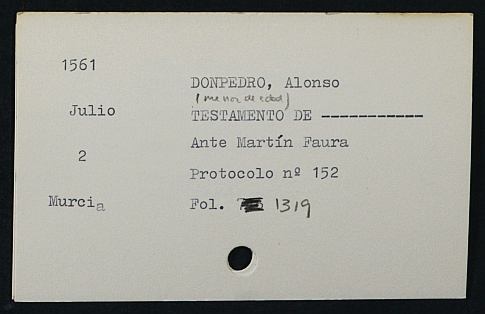 1561
DONPEDRO, Alonso
(menor de edad)
Julio
TESTAMENTO DE -----------
Ante Martín Faura
2
Protocolo nº 152
Murcia
Fol. 1319